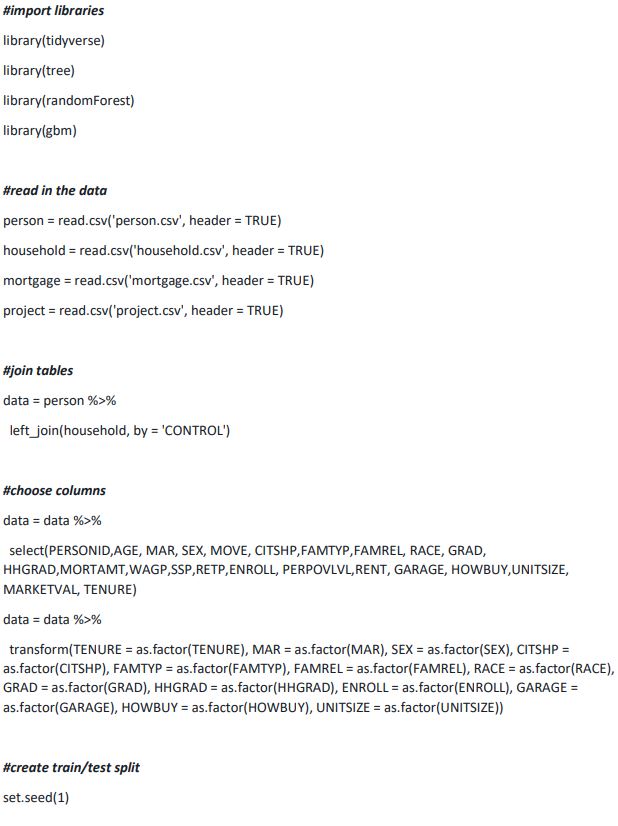 #import libraries
library(tidyverse)
library(tree)
library(randomForest)
library(gbm)
#read in the data
person = read.csv('person.csv', header = TRUE)
household = read.csv('household.csv', header = TRUE)
mortgage = read.csv('mortgage.csv', header = TRUE)
project = read.csv('project.csv', header = TRUE)
#join tables
data = person %>%
left_join(household, by = 'CONTROL')
#choose columns
data = data %>%
select(PERSONID,AGE, MAR, SEX, MOVE, CITSHP,FAMTYP,FAMREL, RACE, GRAD,
HHGRAD,MORTAMT,WAGP,SSP,RETP,ENROLL, PERPOVLVL,RENT, GARAGE, HOWBUY,UNITSIZE,
MARKETVAL, TENURE)
data = data %>%
transform(TENURE = as.factor(TENURE), MAR = as.factor(MAR), SEX = as.factor(SEX), CITSHP =
as.factor(CITSHP), FAMTYP = as.factor(FAMTYP), FAMREL = as.factor(FAMREL), RACE = as.factor(RACE),
GRAD = as.factor(GRAD), HHGRAD = as.factor(HHGRAD), ENROLL = as.factor(ENROLL), GARAGE =
as.factor(GARAGE), HOWBUY = as.factor(HOWBUY), UNITSIZE = as.factor(UNITSIZE))
#create train/test split
set.seed(1)